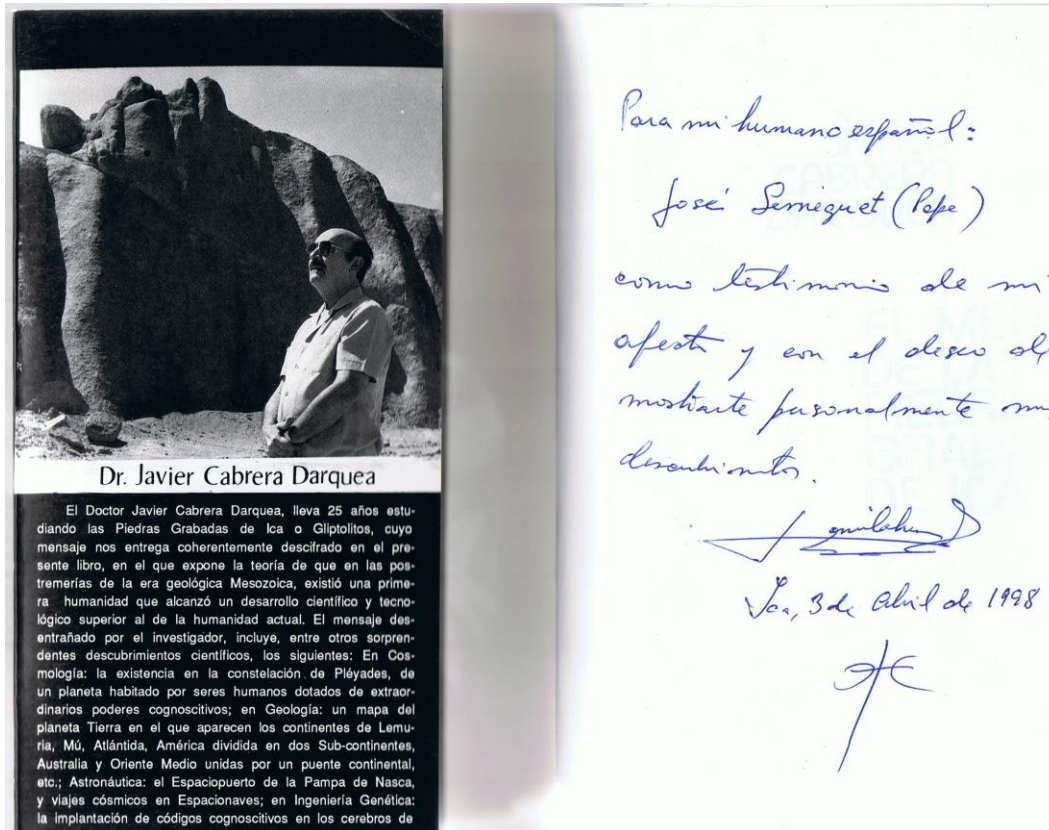 Dr. Javier Cabrera Darquea
El Doctor Javier Cabrera Darquea, lleva 25 años estu-
diando las Piedras Grabadas de Ica o Gliptolitos, cuyo
mensaje nos entrega coherentemente descifrado en el pre-
sente libro, en el que expone la teoría de que en las pos-
tremerías de la era geológica Mesozoica, existió una prime-
ra humanidad que alcanzó un desarrollo científico y tecno-
lógico superior al de la humanidad actual. El mensaje des-
entrañado por el investigador, incluye, entre otros sorpren-
dentes descubrimientos científicos, los siguientes: En Cos-
mología: la existencia en la constelación de Pléyades, de
un planeta habitado por seres humanos dotados de extraor-
dinarios poderes cognoscitivos; en Geología: un mapa del
planeta Tierra en el que aparecen los continentes de Lemu-
ria, Mú, Atlántida, América dividida en dos Sub-continentes,
Australia y Oriente Medio unidas por un puente continental,
etc.; Astronáutica: el Espaciopuerto de la Pampa de Nasca,
y viajes cósmicos en Espacionaves; en Ingeniería Genética:
la implantación de códigos cognoscitivos en los cerebros de
Para mi humano español:
José (Pepe)
como testimonio de mi
afecto y con el deseo de
mostrarte personalmente
descubrimientos.
Ica, 3 de Abril de 1998